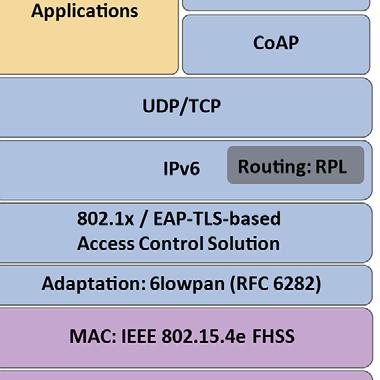 Applications
CoAP
UDP/TCP
IPv6
Routing: RPL
802.1x / EAP-TLS-based
Access Control Solution
Adaptation: 6lowpan (RFC 6282)
MAC: IEEE 802.15.4e FHSS